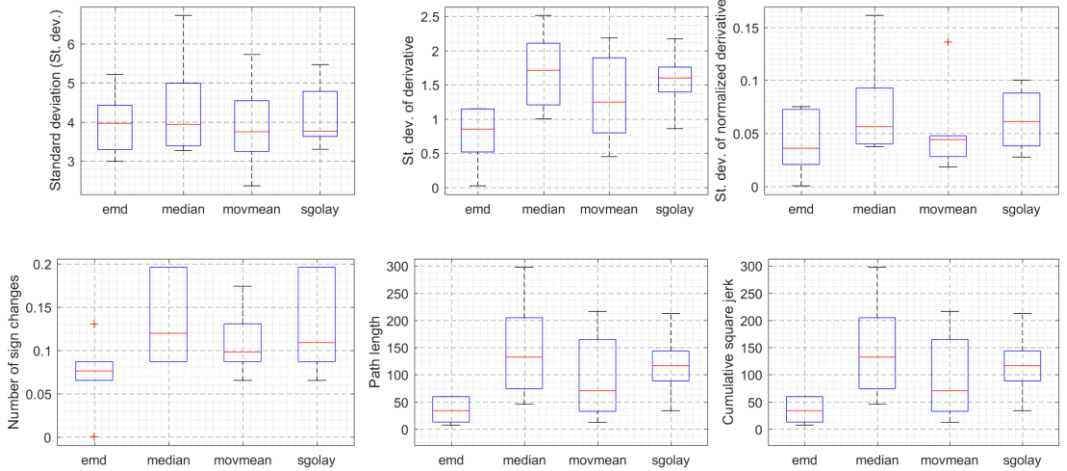 Standard deviation (St. dev.)
6
5
4
3
emd median movmean sgolay
St. dev. of derivative
2.5
2
1.5
1
0.5
0
emd median movmean sgolay
St. dev. of normalized derivative
0.15
0.1
0.05
0
emd median movmean sgolay
Number of sign changes
0.2
0.15
0.1
0.05
0
emd median movmean sgolay
Path length
300
250
200
150
100
50
0
emd median movmean sgolay
Cumulative square jerk
300
250
200
150
100
50
0
emd median movmean sgolay